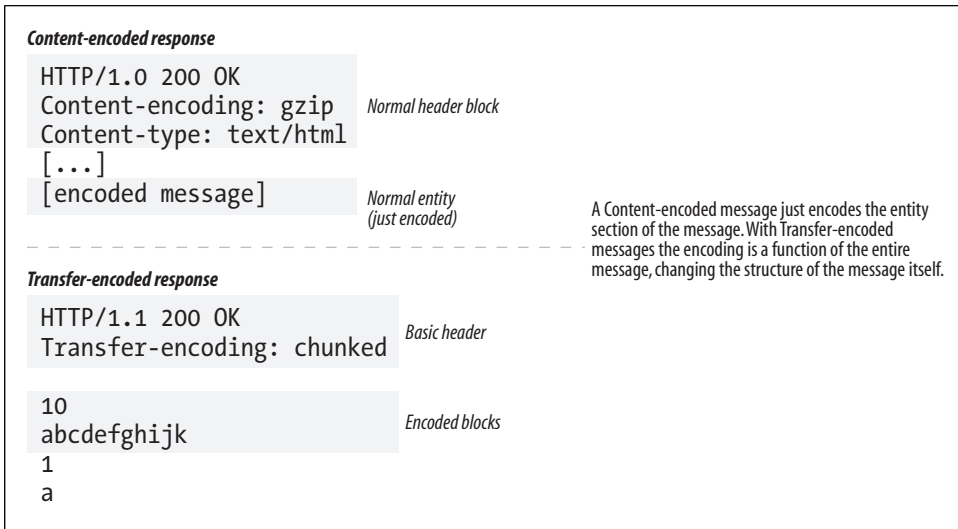 Content-encoded response
HTTP/1.0 200 OK
Content-encoding: gzip
Content-type: text/html
Normal header block
[...]
[encoded message]
Normal entity
(just encoded)
A Content-encoded message just encodes the entity
section of the message. With Transfer-encoded
messages the encoding is a function of the entire
message, changing the structure of the message itself.
Transfer-encoded response
HTTP/1.1 200 OK
Transfer-encoding: chunked
Basic header
10
abcdefghijk
Encoded blocks
1
a